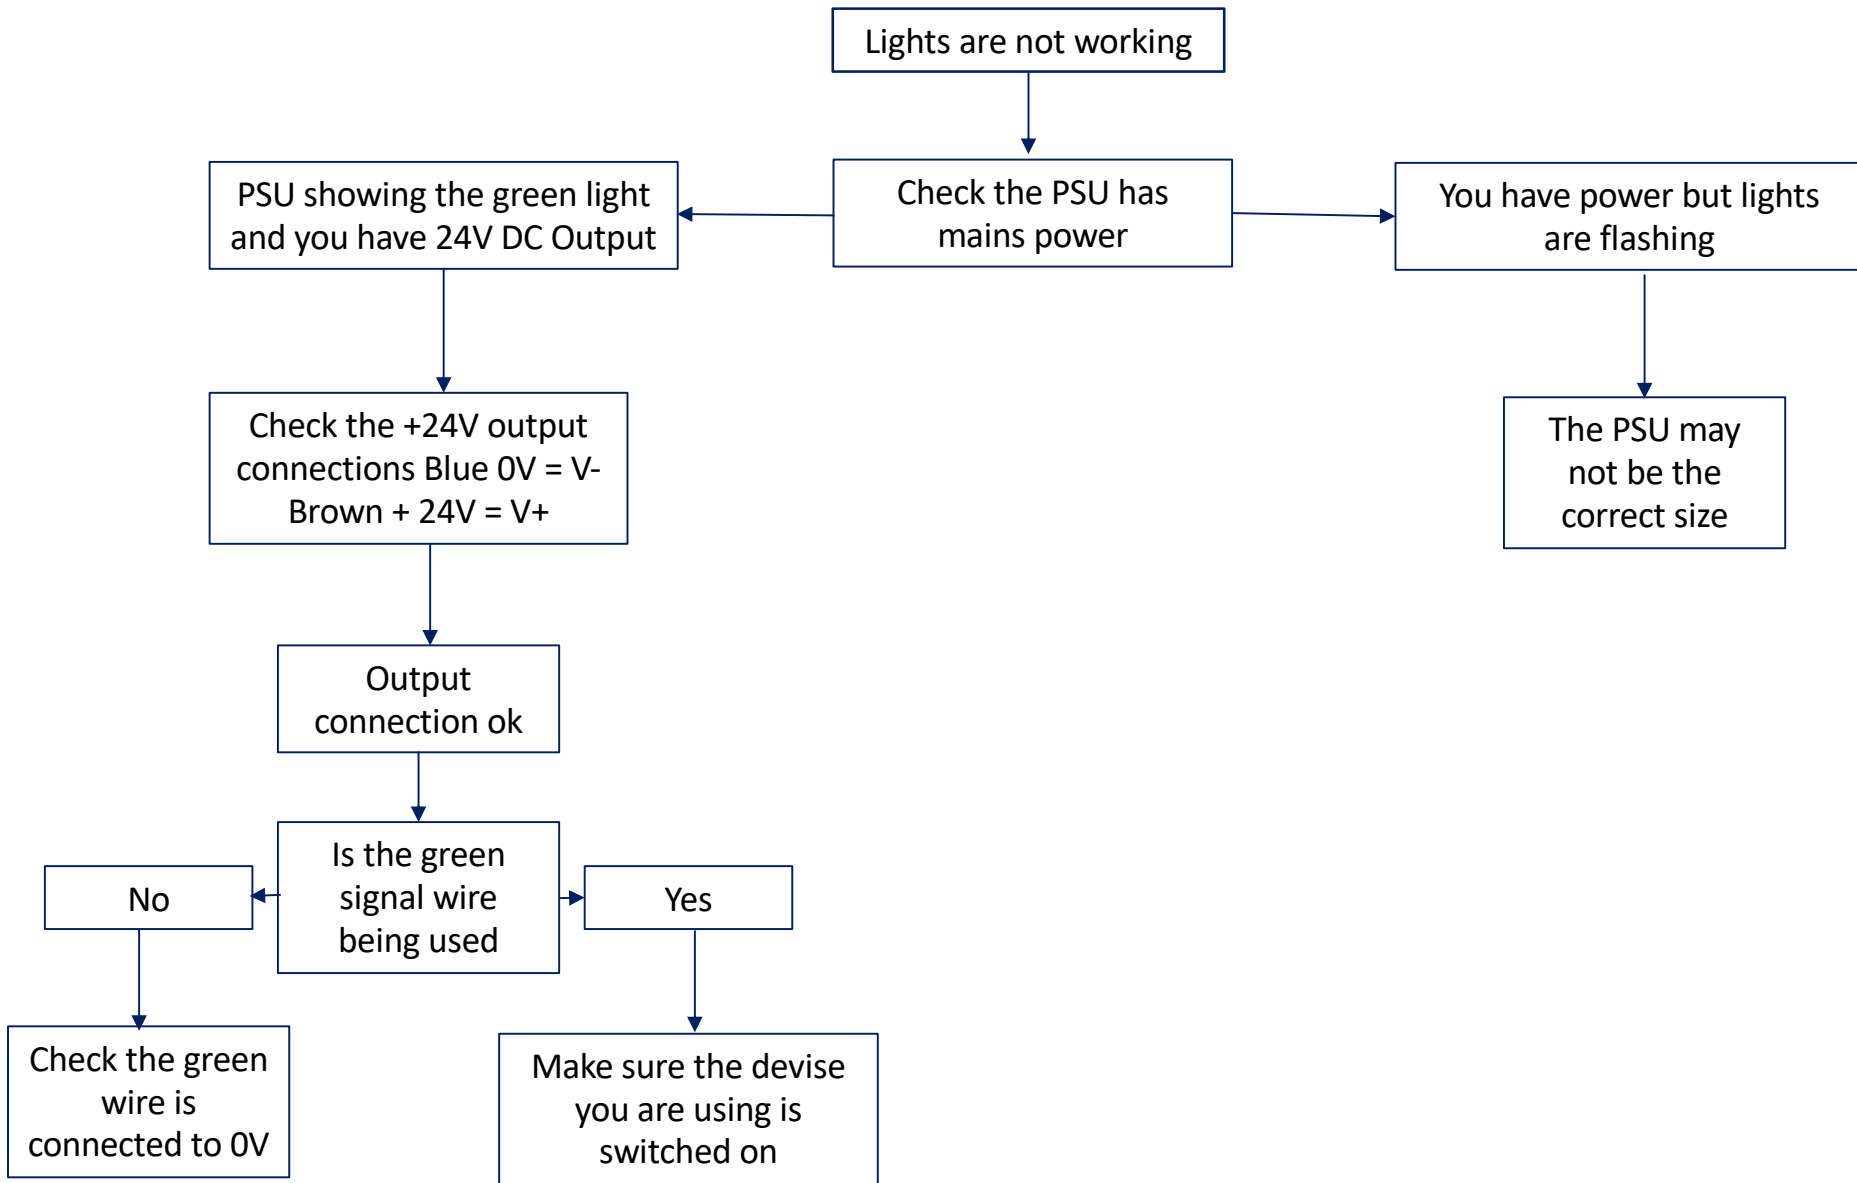 Lights are not working
PSU showing the green light
and you have 24V DC Output
Check the PSU has
mains power
You have power but lights
are flashing
Check the +24V output
connections Blue 0V = V-
Brown + 24V = V+
The PSU may
not be the
correct size
Output
connection ok
Is the green
signal wire
being used
No
Yes
Check the green
wire is
connected to 0V
Make sure the devise
you are using is
switched on